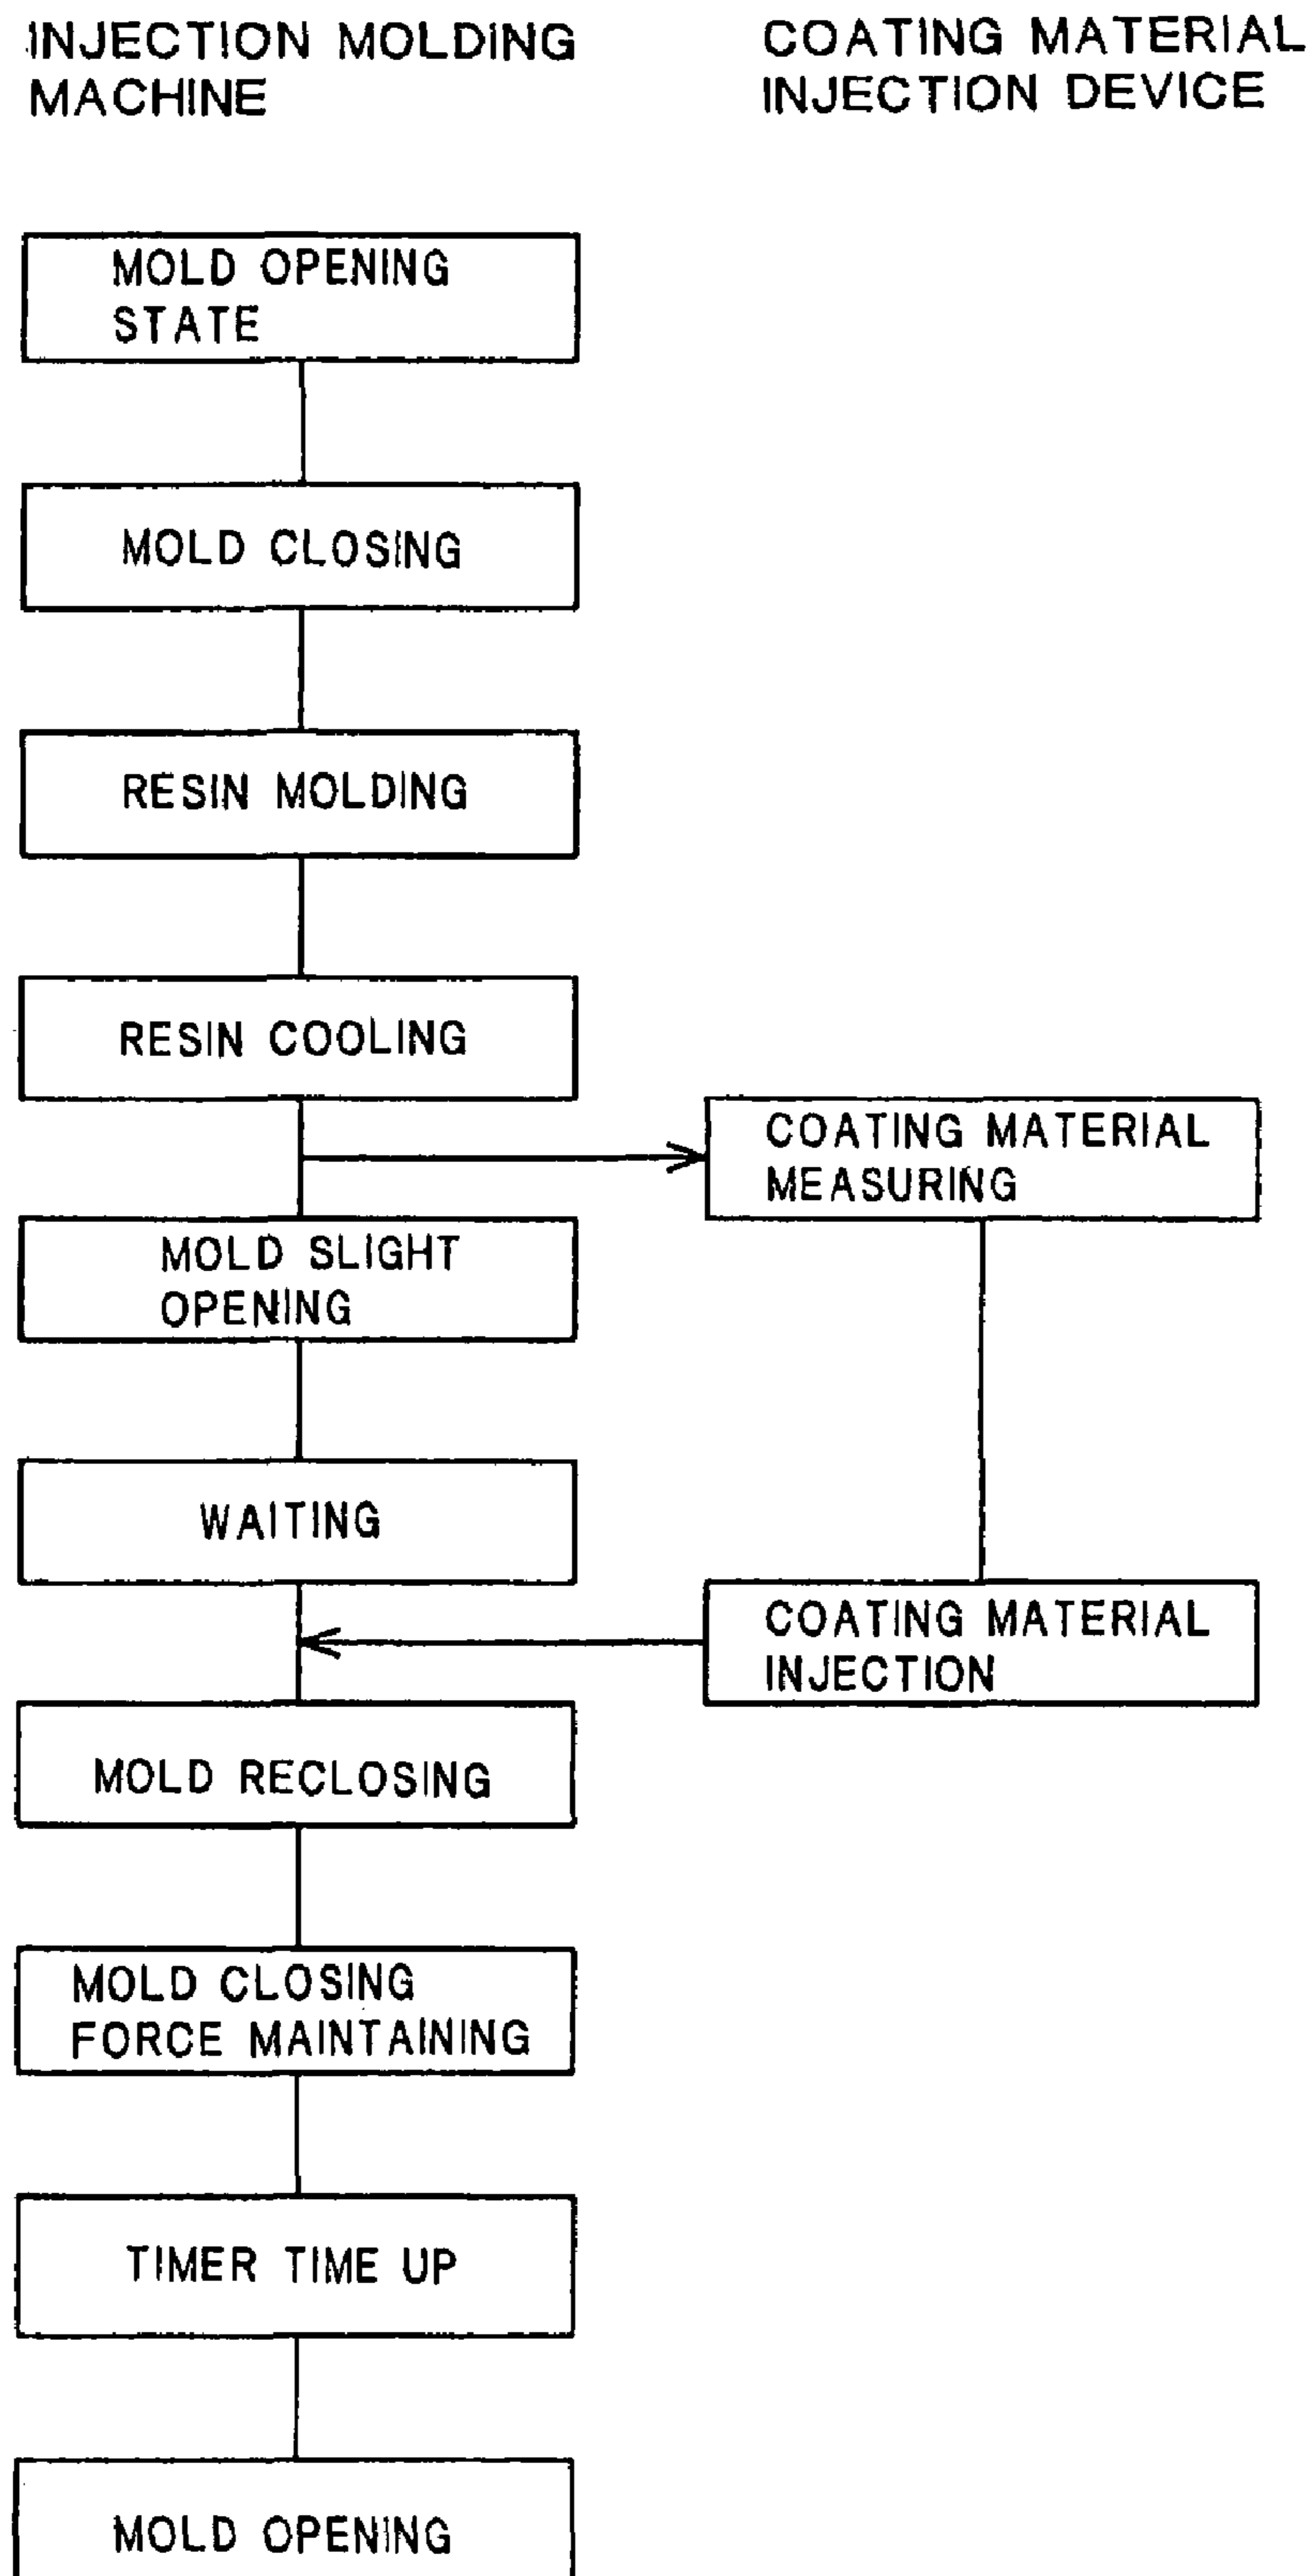 INJECTION MOLDING
MACHINE
COATING MATERIAL
INJECTION DEVICE
MOLD OPENING
STATE
MOLD CLOSING
RESIN MOLDING
RESIN COOLING
COATING MATERIAL
MEASURING
MOLD SLIGHT
OPENING
WAITING
COATING MATERIAL
INJECTION
MOLD RECLOSING
MOLD CLOSING
FORCE MAINTAINING
TIMER TIME UP
MOLD OPENING